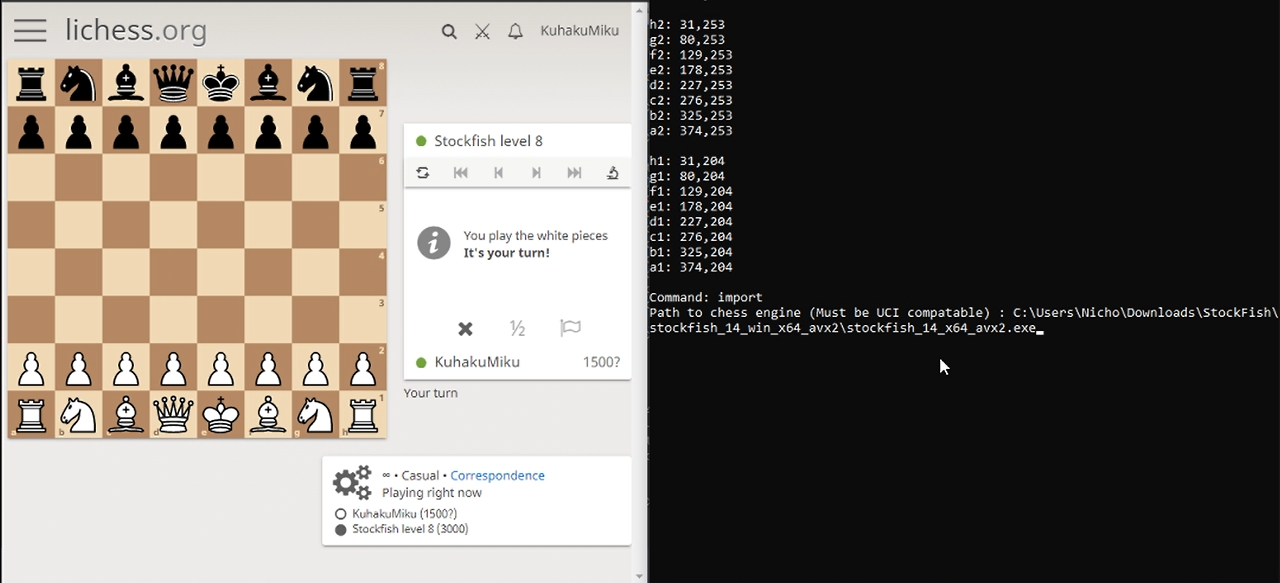 lichess.org
KuhakuMiku
8
7
6
5
4
3
2
1
a b c d e f g h
Stockfish level 8
You play the white pieces
It's your turn!
½
KuhakuMiku 1500?
Your turn
∞ • Casual • Correspondence
Playing right now
KuhakuMiku (1500?)
Stockfish level 8 (3000)
h2: 31,253
g2: 80,253
f2: 129,253
e2: 178,253
d2: 227,253
c2: 276,253
b2: 325,253
a2: 374,253
h1: 31,204
g1: 80,204
f1: 129,204
e1: 178,204
d1: 227,204
c1: 276,204
b1: 325,204
a1: 374,204
Command: import
Path to chess engine (Must be UCI compatable) : C:\Users\Nicho\Downloads\StockFish\
stockfish_14_win_x64_avx2\stockfish_14_x64_avx2.exe